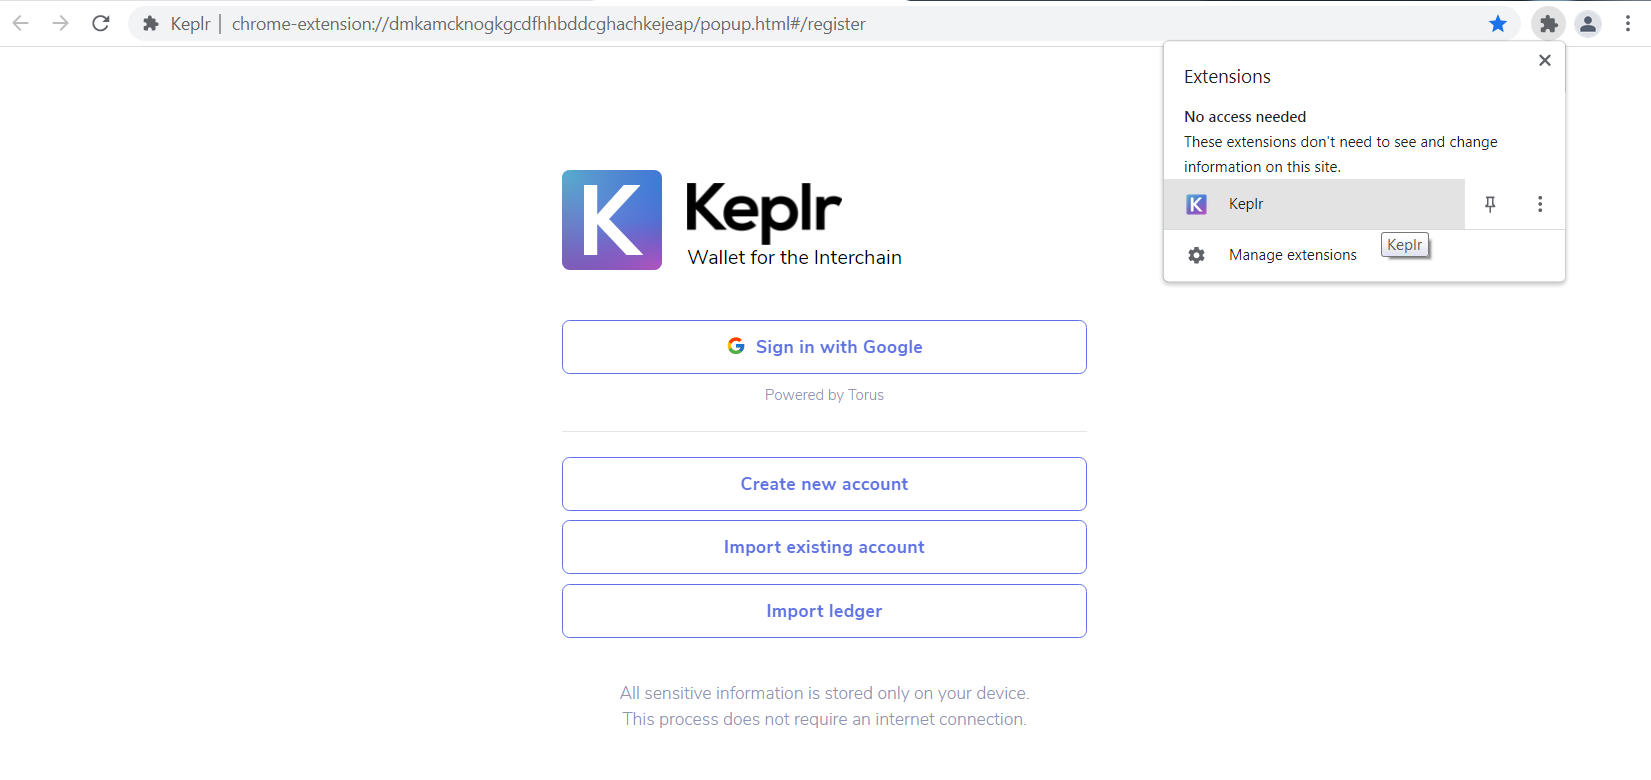 Keplr | chrome-extension://dmkamcknogkgcdfhhbddcghachkejeap/popup.html#/register
Extensions
No access needed
These extensions don't need to see and change
information on this site.
K Keplr
Keplr
Manage extensions
K Keplr
Wallet for the Interchain
G Sign in with Google
Powered by Torus
Create new account
Import existing account
Import ledger
All sensitive information is stored only on your device.
This process does not require an internet connection.